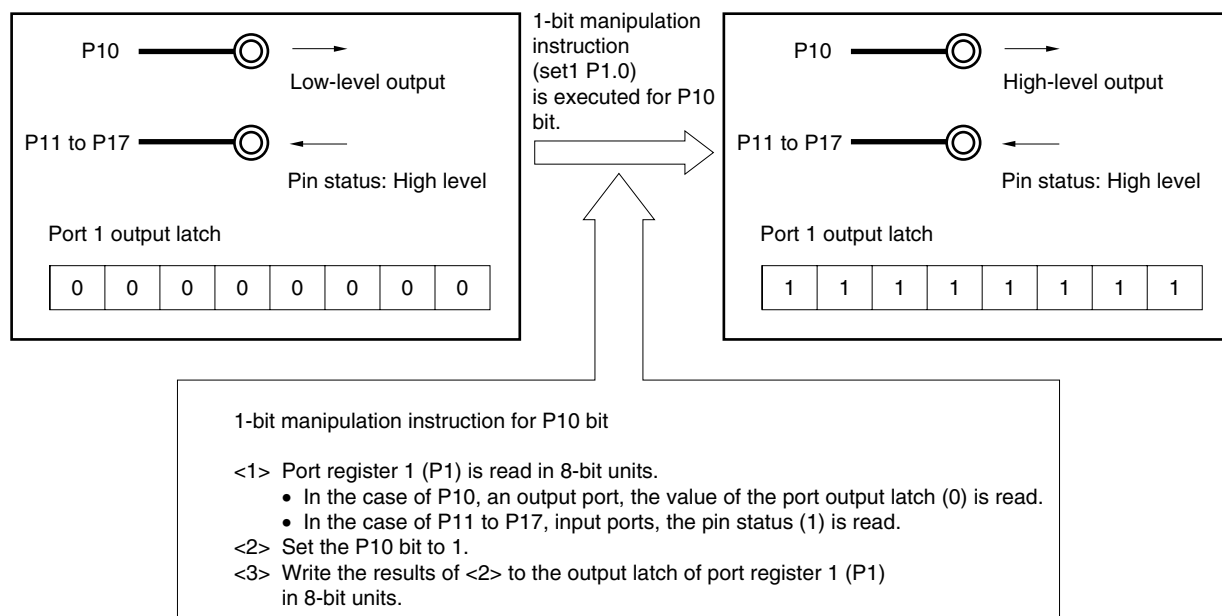 P10
Low-level output
P11 to P17
Pin status: High level
Port 1 output latch
0 0 0 0 0 0 0 0
1-bit manipulation
instruction
(set1 P1.0)
is executed for P10
bit.
P10
High-level output
P11 to P17
Pin status: High level
Port 1 output latch
1 1 1 1 1 1 1 1
1-bit manipulation instruction for P10 bit
<1> Port register 1 (P1) is read in 8-bit units.
• In the case of P10, an output port, the value of the port output latch (0) is read.
• In the case of P11 to P17, input ports, the pin status (1) is read.
<2> Set the P10 bit to 1.
<3> Write the results of <2> to the output latch of port register 1 (P1)
in 8-bit units.